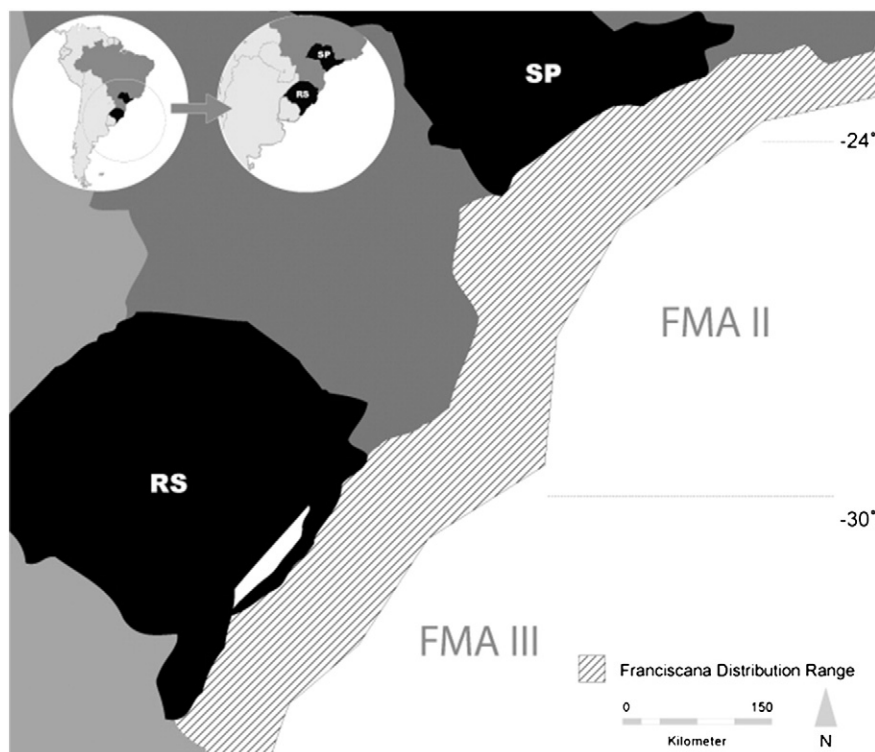 SP
RS
SP
-24°
FMA II
RS
-30°
FMA III
Franciscana Distribution Range
0 150
Kilometer
N